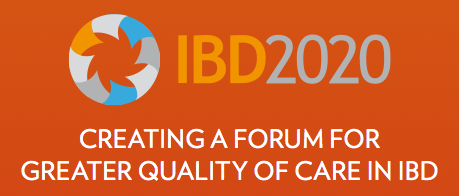 IBD2020
CREATING A FORUM FOR
GREATER QUALITY OF CARE IN IBD